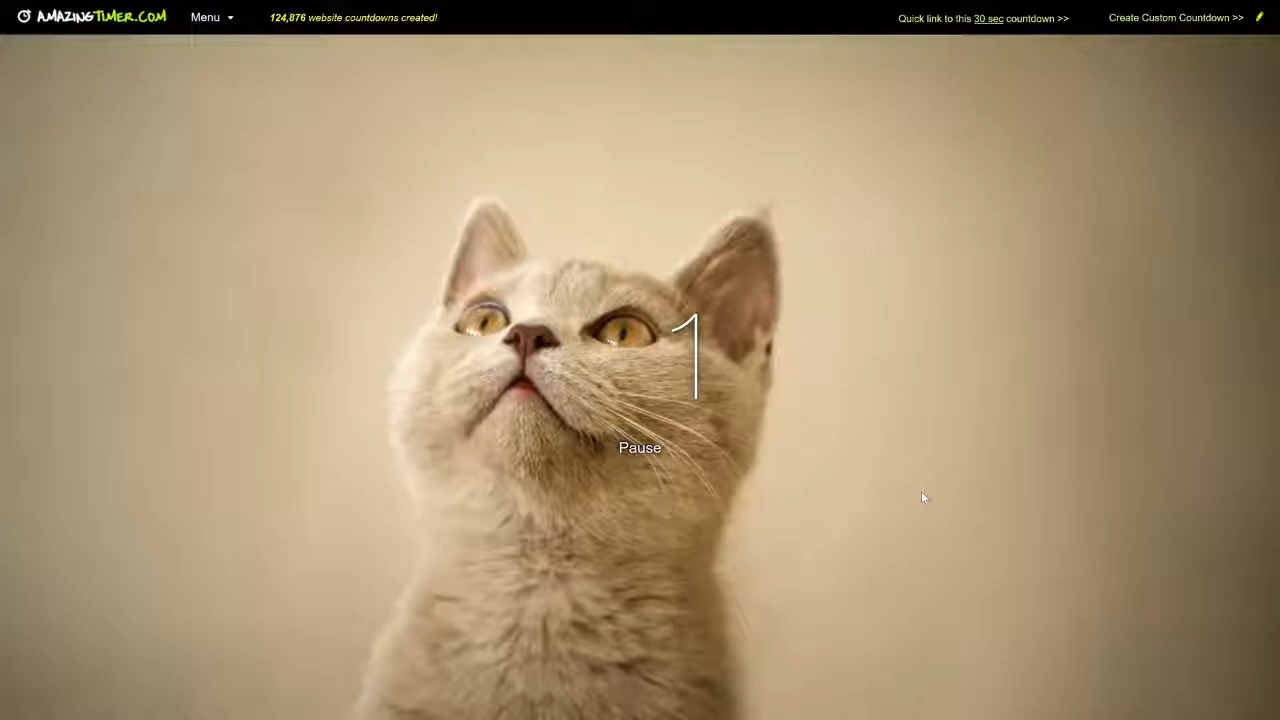 AMAZINGTIMER.COM Menu 124,876 website countdowns created! Quick link to this 30 sec countdown >> Create Custom Countdown >>
1
Pause